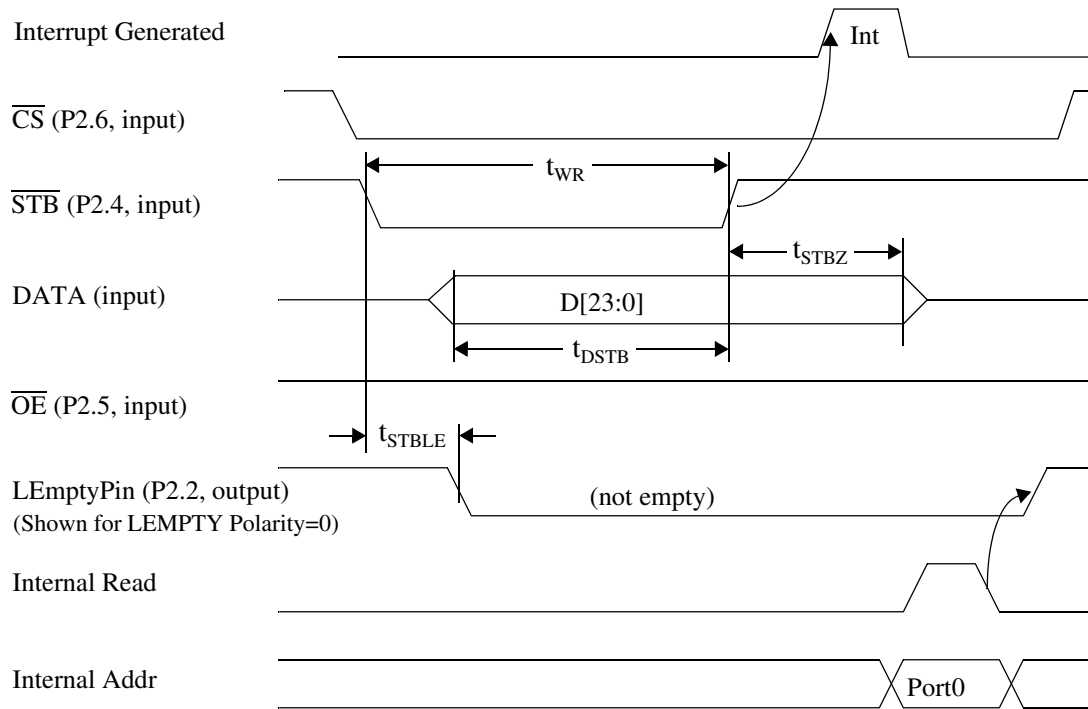 Interrupt Generated
Int
CS (P2.6, input)
tWR
STB (P2.4, input)
tSTBZ
DATA (input)
D[23:0]
tDSTB
OE (P2.5, input)
tSTBLE
LEmptyPin (P2.2, output)
(not empty)
(Shown for LEMPTY Polarity=0)
Internal Read
Internal Addr
Port0